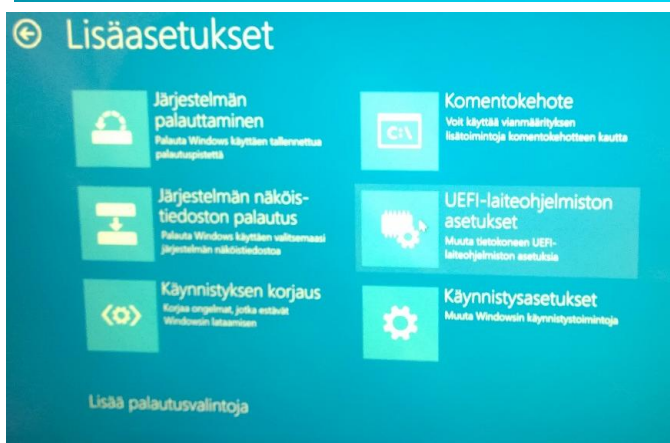 Lisäasetukset
Järjestelmän
palauttaminen
Palauta Windows käyttäen tallennettua
palautuspistettä
Järjestelmän näköis-
tiedoston palautus
Palauta Windows käyttäen valitsemaasi
järjestelmän näköistiedostoa
Käynnistyksen korjaus
Korjaa ongelmat, jotka estävät
Windowsin lataamisen
Lisää palautusvalintoja
C:\
Komentokehote
Voit käyttää vianmäärityksen
lisätoimintoja komentokehotteen kautta
UEFI-laiteohjelmiston
asetukset
Muuta tietokoneen UEFI-
laiteohjelmiston asetuksia
Käynnistysasetukset
Muuta Windowsin käynnistystoimintoja